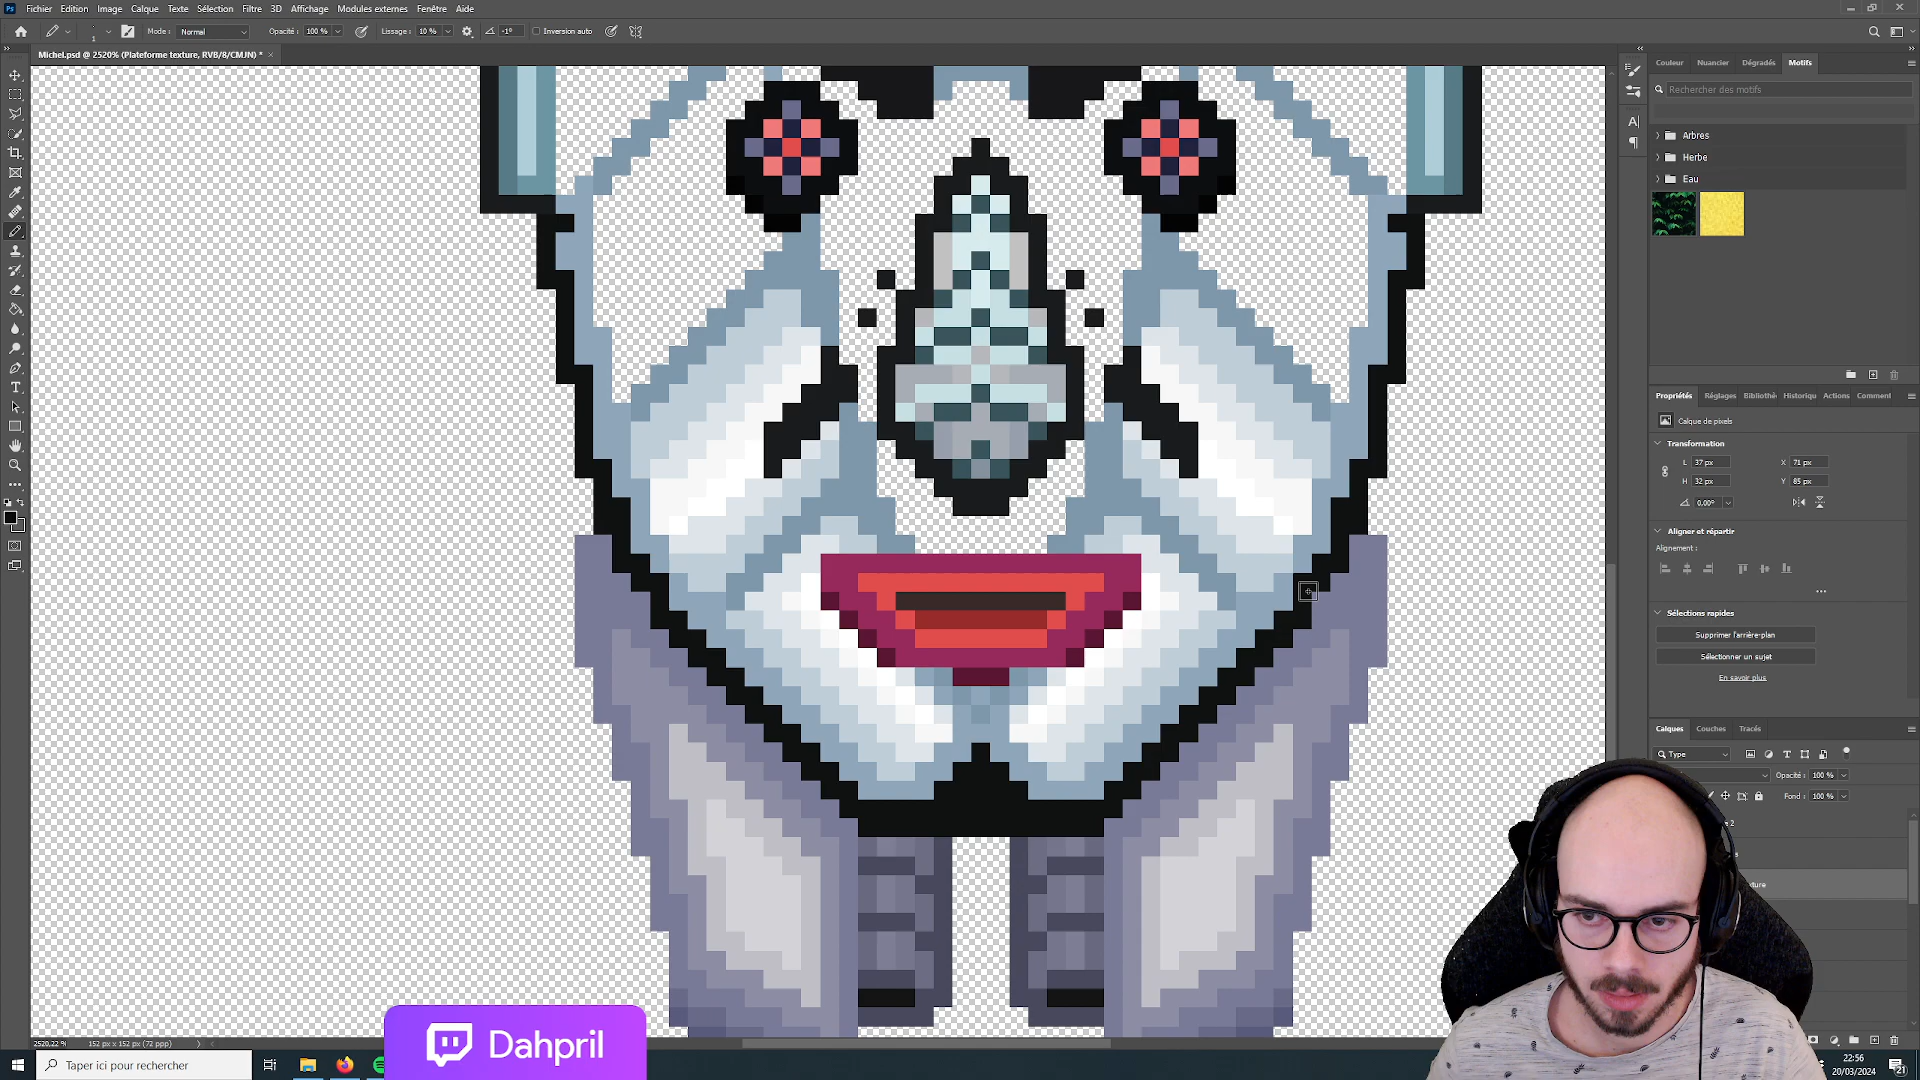 Fichier Edition Image Calque Texte Sélection Filtre 3D Affichage Modules externes Fenêtre Aide
Mode : Normal Opacité : 100 % Lissage : 10 % -1° Inversion auto
Michel.psd @ 2520% (Plateforme texture, RVB/8/CMJN) *
Couleur Nuancier Dégradés Motifs
Rechercher des motifs
Arbres
Herbe
Eau
Propriétés Réglages Bibliothè Historiqu Actions Comment
Calque de pixels
Transformation
L 37 px X 71 px
H 32 px Y 85 px
0,00°
Aligner et répartir
Alignement :
Sélections rapides
Supprimer l'arrière-plan
Sélectionner un sujet
En savoir plus
Calques Couches Tracés
Type
Opacité : 100 %
Fond : 100 %
2520,22 % 152 px x 152 px (72 ppp)
Dahpril
Taper ici pour rechercher
22:56
20/03/2024
21